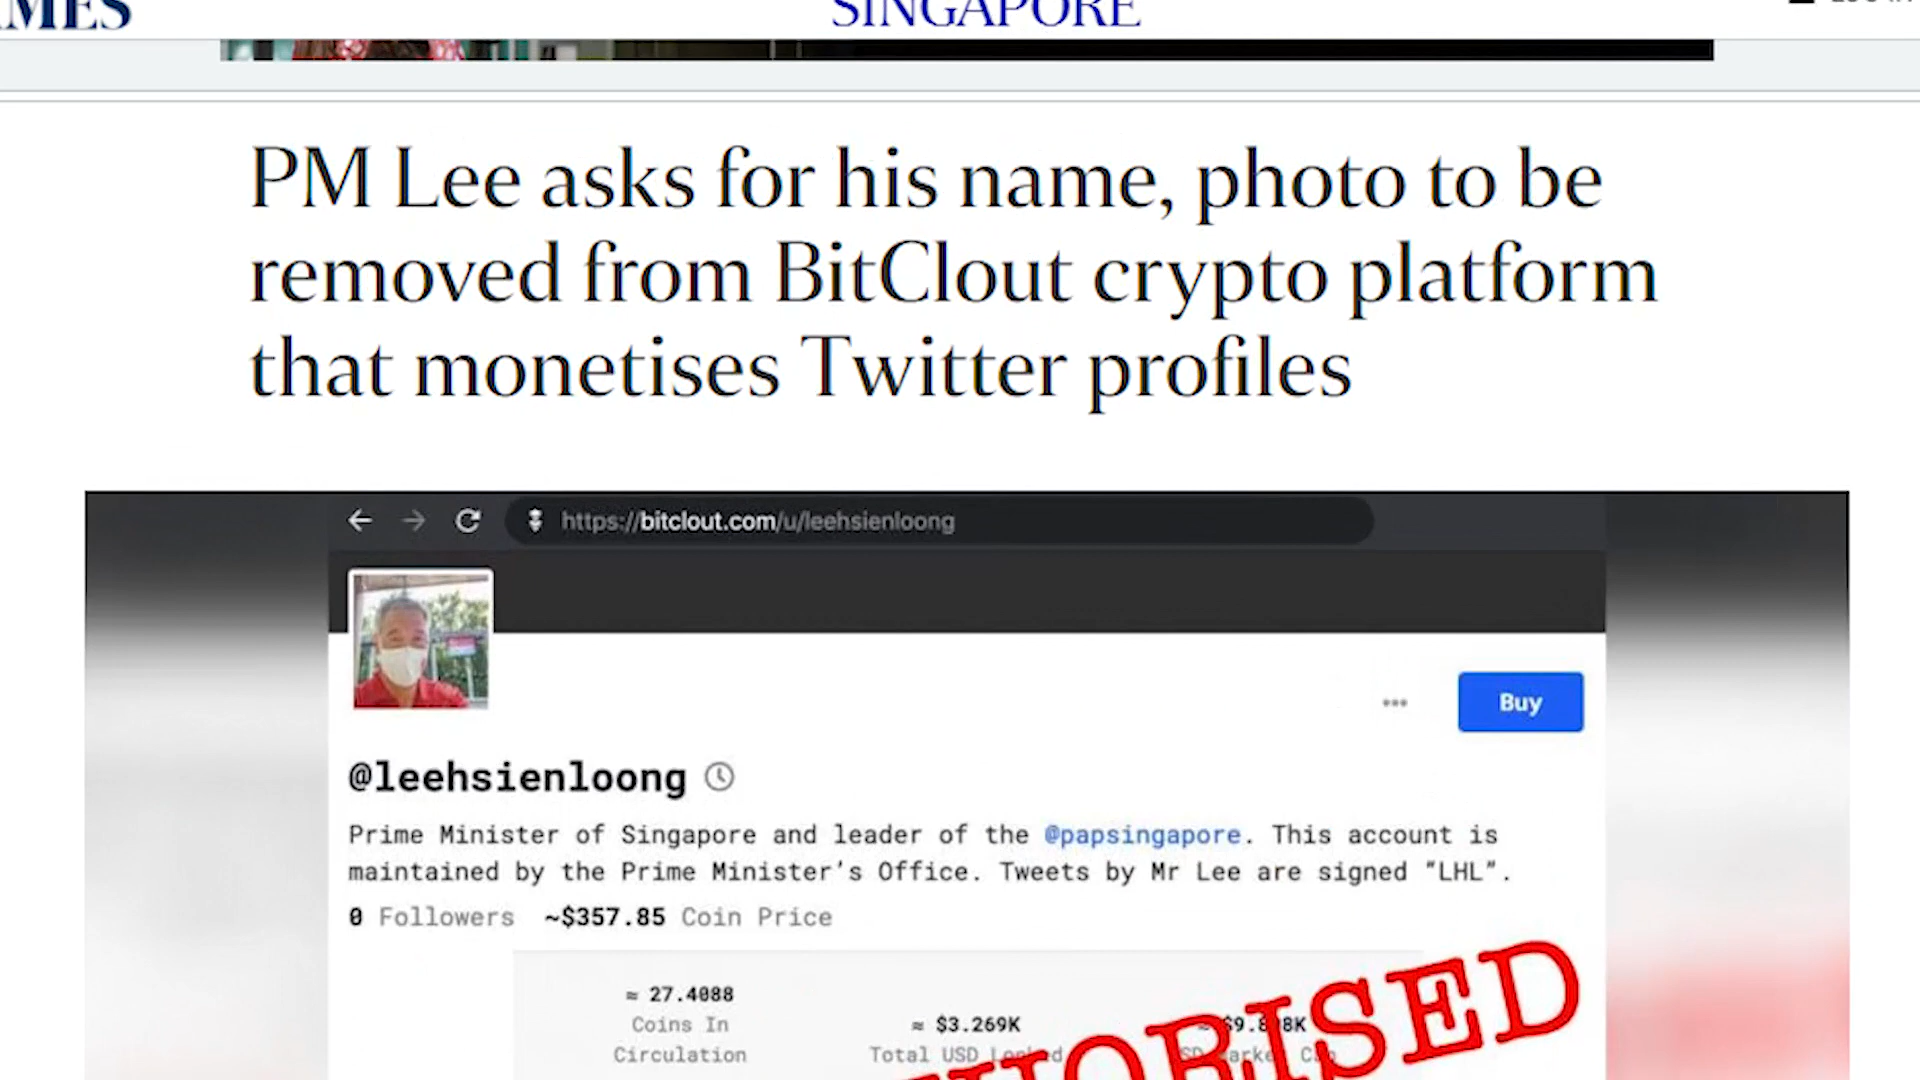 MES
SINGAPORE
PM Lee asks for his name, photo to be
removed from BitClout crypto platform
that monetises Twitter profiles
https://bitclout.com/u/leehsienloong
Buy
@leehsienloong
Prime Minister of Singapore and leader of the @papsingapore. This account is
maintained by the Prime Minister's Office. Tweets by Mr Lee are signed “LHL”.
0 Followers ~$357.85 Coin Price
≈ 27.4088
Coins In
Circulation
≈ $3.269K
Total USD Locked
HORISED